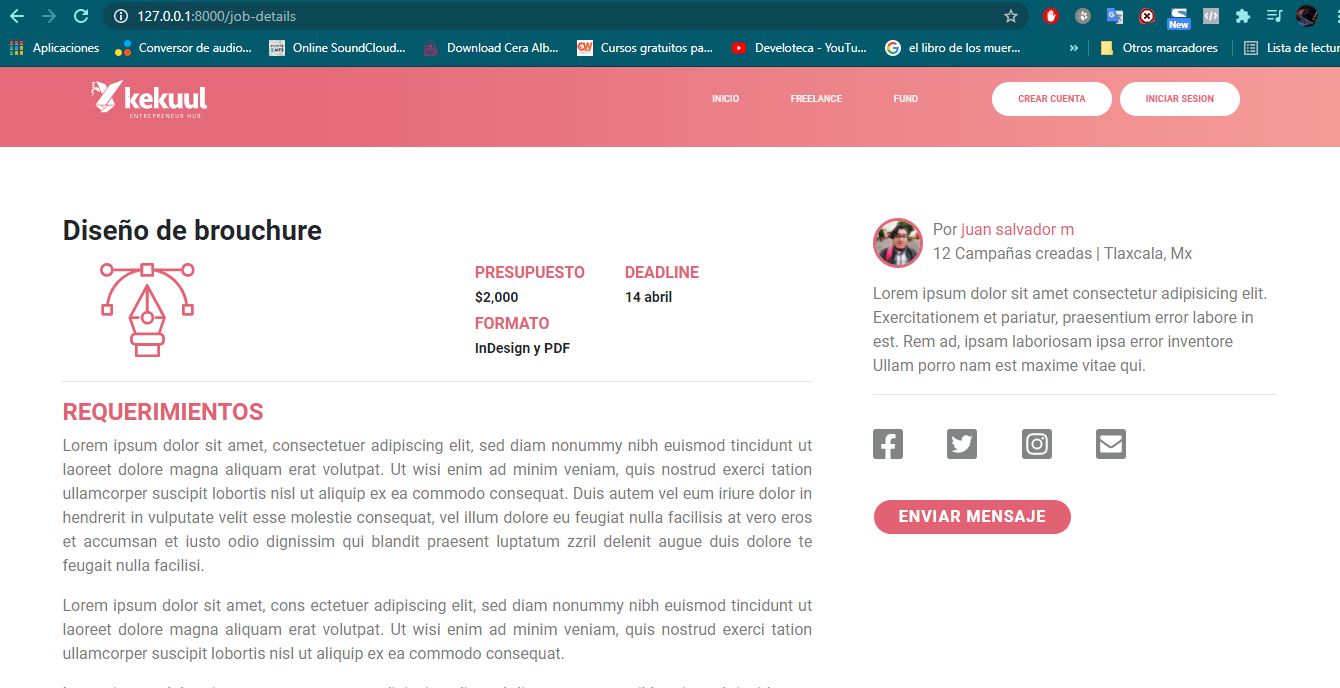 127.0.0.1:8000/job-details
New
Aplicaciones
Conversor de audio...
Online SoundCloud...
Download Cera Alb...
CW
Cursos gratuitos pa...
Develoteca - YouTu...
el libro de los muer...
»
Otros marcadores
Lista de lectur
kekuul
ENTREPRENEUR HUB
INICIO
FREELANCE
FUND
CREAR CUENTA
INICIAR SESION
Diseño de brouchure
PRESUPUESTO
DEADLINE
$2,000
14 abril
FORMATO
InDesign y PDF
REQUERIMIENTOS
Lorem ipsum dolor sit amet, consectetuer adipiscing elit, sed diam nonummy nibh euismod tincidunt ut
laoreet dolore magna aliquam erat volutpat. Ut wisi enim ad minim veniam, quis nostrud exerci tation
ullamcorper suscipit lobortis nisl ut aliquip ex ea commodo consequat. Duis autem vel eum iriure dolor in
hendrerit in vulputate velit esse molestie consequat, vel illum dolore eu feugiat nulla facilisis at vero eros
et accumsan et iusto odio dignissim qui blandit praesent luptatum zzril delenit augue duis dolore te
feugait nulla facilisi.
Lorem ipsum dolor sit amet, cons ectetuer adipiscing elit, sed diam nonummy nibh euismod tincidunt ut
laoreet dolore magna aliquam erat volutpat. Ut wisi enim ad minim veniam, quis nostrud exerci tation
ullamcorper suscipit lobortis nisl ut aliquip ex ea commodo consequat.
Por juan salvador m
12 Campañas creadas | Tlaxcala, Mx
Lorem ipsum dolor sit amet consectetur adipisicing elit.
Exercitationem et pariatur, praesentium error labore in
est. Rem ad, ipsam laboriosam ipsa error inventore
Ullam porro nam est maxime vitae qui.
ENVIAR MENSAJE